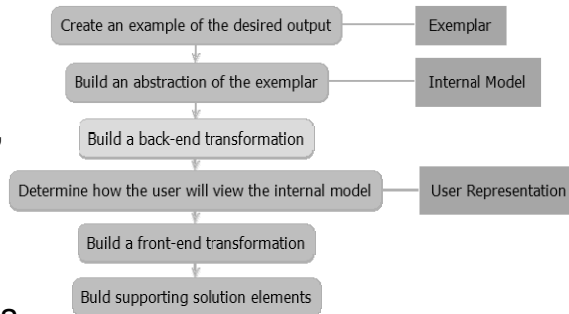 Create an example of the desired output
Exemplar
Build an abstraction of the exemplar
Internal Model
Build a back-end transformation
Determine how the user will view the internal model
User Representation
Build a front-end transformation
Buld supporting solution elements